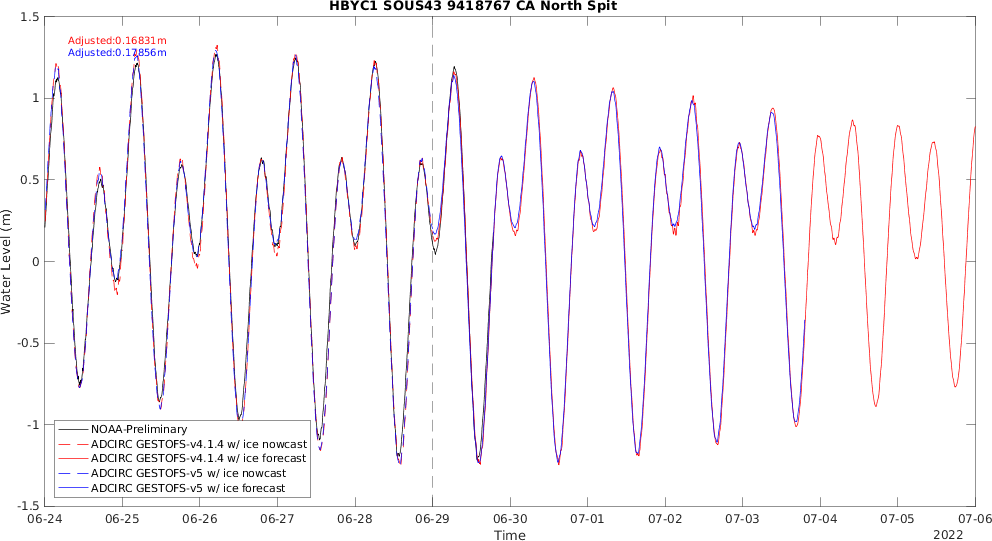 HBYC1 SOUS43 9418767 CA North Spit
Adjusted:0.16831m
Adjusted:0.17856m
1.5
1
0.5
0
-0.5
-1
-1.5
Water Level (m)
NOAA-Preliminary
ADCIRC GESTOFS-v4.1.4 w/ ice nowcast
ADCIRC GESTOFS-v4.1.4 w/ ice forecast
ADCIRC GESTOFS-v5 w/ ice nowcast
ADCIRC GESTOFS-v5 w/ ice forecast
06-24 06-25 06-26 06-27 06-28 06-29 06-30 07-01 07-02 07-03 07-04 07-05 07-06
Time
2022